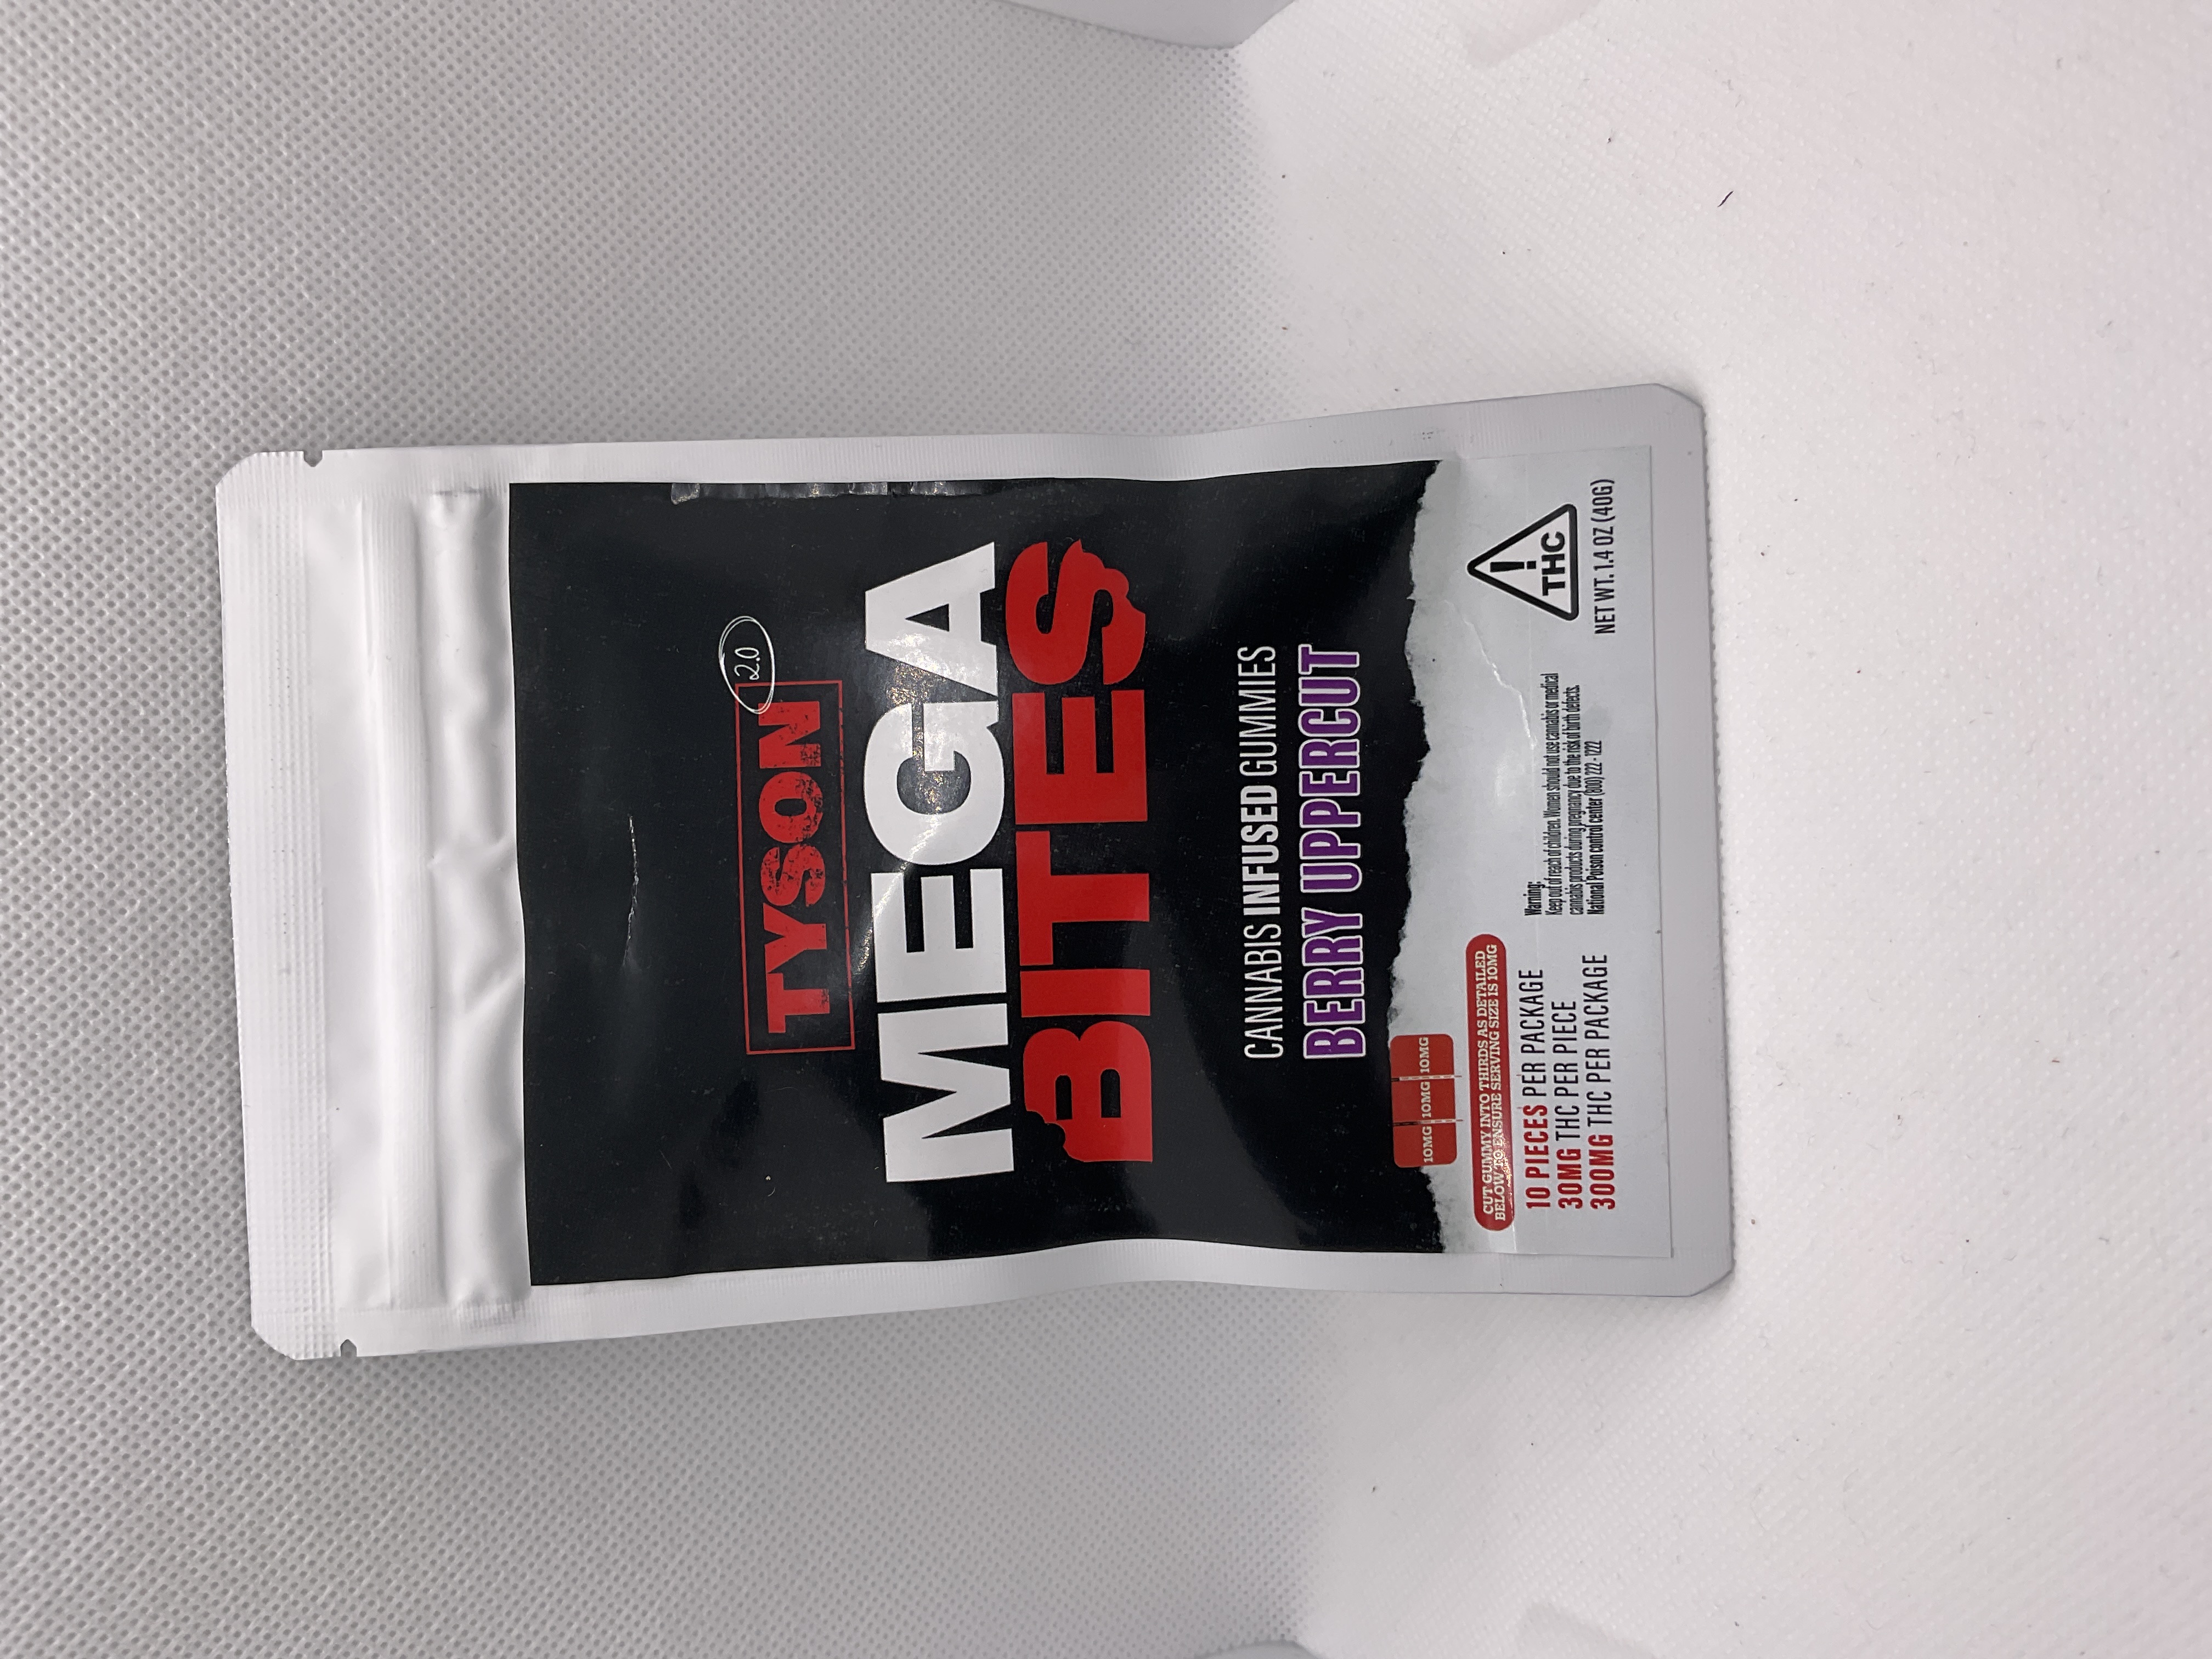 TYSON 2.0
MEGA
BITES
CANNABIS INFUSED GUMMIES
BERRY UPPERCUT
10MG 10MG 10MG
CUT GUMMY INTO THIRDS AS DETAILED
BELOW TO ENSURE SERVING SIZE IS 10MG
10 PIECES PER PACKAGE
30MG THC PER PIECE
300MG THC PER PACKAGE
Warning:
Keep out of reach of children. Women should not use cannabis or medical
cannabis products during pregnancy due to the risk of birth defects.
National Poison control center (800) 222-1222
!
THC
NET WT. 1.4 OZ (40G)